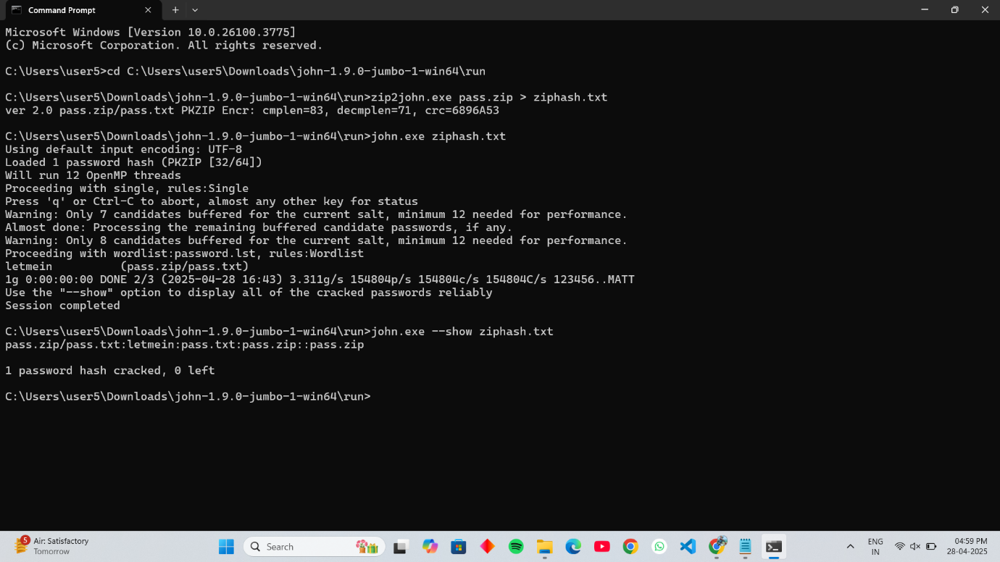 Command Prompt
Microsoft Windows [Version 10.0.26100.3775]
(c) Microsoft Corporation. All rights reserved.
C:\Users\user5>cd C:\Users\user5\Downloads\john-1.9.0-jumbo-1-win64\run
C:\Users\user5\Downloads\john-1.9.0-jumbo-1-win64\run>zip2john.exe pass.zip > ziphash.txt
ver 2.0 pass.zip/pass.txt PKZIP Encr: cmplen=83, decmplen=71, crc=6896A53
C:\Users\user5\Downloads\john-1.9.0-jumbo-1-win64\run>john.exe ziphash.txt
Using default input encoding: UTF-8
Loaded 1 password hash (PKZIP [32/64])
Will run 12 OpenMP threads
Proceeding with single, rules:Single
Press 'q' or Ctrl-C to abort, almost any other key for status
Warning: Only 7 candidates buffered for the current salt, minimum 12 needed for performance.
Almost done: Processing the remaining buffered candidate passwords, if any.
Warning: Only 8 candidates buffered for the current salt, minimum 12 needed for performance.
Proceeding with wordlist:password.lst, rules:Wordlist
letmein          (pass.zip/pass.txt)
1g 0:00:00:00 DONE 2/3 (2025-04-28 16:43) 3.311g/s 154804p/s 154804c/s 154804C/s 123456..MATT
Use the "--show" option to display all of the cracked passwords reliably
Session completed
C:\Users\user5\Downloads\john-1.9.0-jumbo-1-win64\run>john.exe --show ziphash.txt
pass.zip/pass.txt:letmein:pass.txt:pass.zip::pass.zip
1 password hash cracked, 0 left
C:\Users\user5\Downloads\john-1.9.0-jumbo-1-win64\run>
5
Air: Satisfactory
Tomorrow
Search
ENG
IN
04:59 PM
28-04-2025